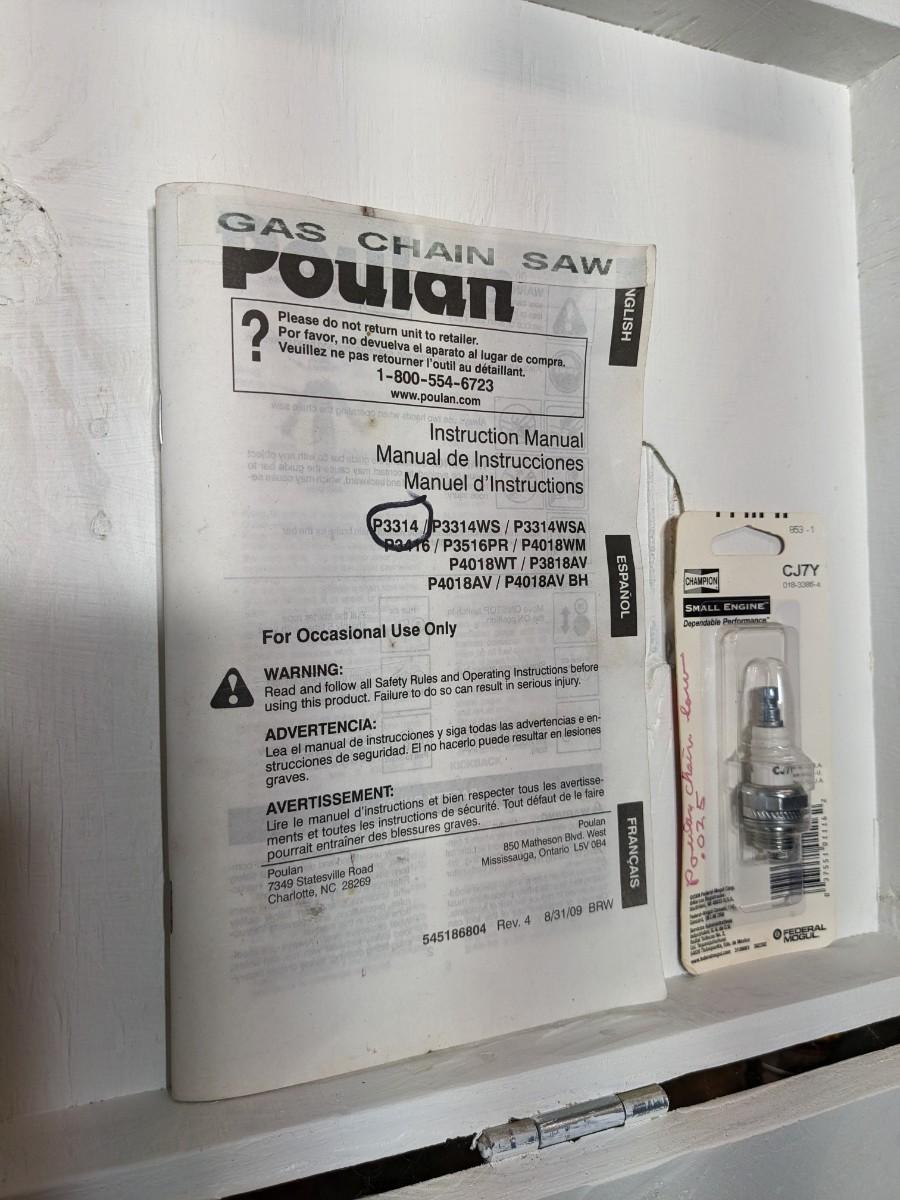 GAS CHAIN SAW
Poulan
?
Please do not return unit to retailer.
Por favor, no devuelva el aparato al lugar de compra.
Veuillez ne pas retourner l'outil au détaillant.
1-800-554-6723
www.poulan.com
Instruction Manual
Manual de Instrucciones
Manuel d'Instructions
P3314 / P3314WS / P3314WSA
P3416 / P3516PR / P4018WM
P4018WT / P3818AV
P4018AV / P4018AV BH
For Occasional Use Only
WARNING:
Read and follow all Safety Rules and Operating Instructions before
using this product. Failure to do so can result in serious injury.
ADVERTENCIA:
Lea el manual de instrucciones y siga todas las advertencias e en-
strucciones de seguridad. El no hacerlo puede resultar en lesiones
graves.
AVERTISSEMENT:
Lire le manuel d'instructions et bien respecter tous les avertisse-
ments et toutes les instructions de sécurité. Tout défaut de le faire
pourrait entraîner des blessures graves.
Poulan
7349 Statesville Road
Charlotte, NC 28269
Poulan
850 Matheson Blvd. West
Mississauga, Ontario L5V 0B4
545186804 Rev. 4 8/31/09 BRW
NGLISH
ESPAÑOL
FRANÇAIS
853 -1
CJ7Y
CHAMPION
SMALL ENGINE
Dependable Performance
Poulan Chain Saw
.025
FEDERAL
MOGUL